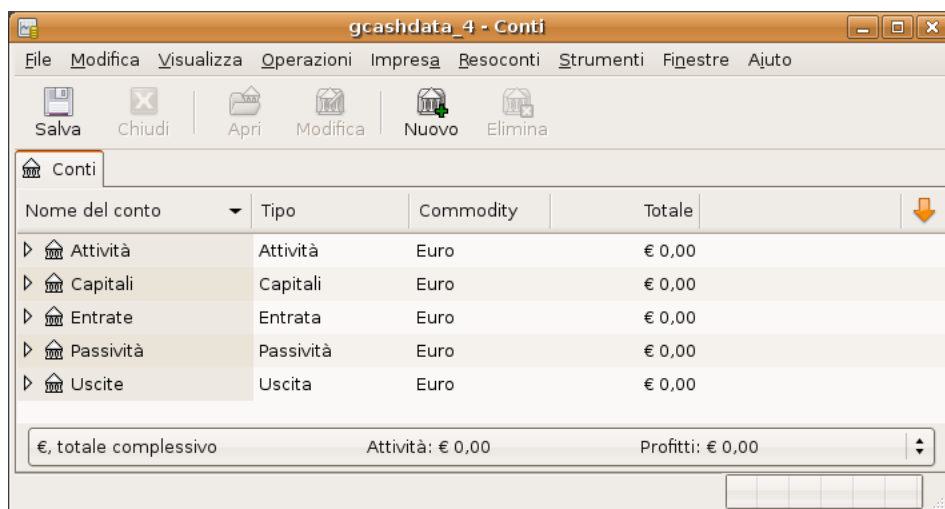 gcashdata_4 - Conti
File Modifica Visualizza Operazioni Impresa Resoconti Strumenti Finestre Aiuto
Salva Chiudi Apri Modifica Nuovo Elimina
Conti
Nome del conto Tipo Commodity Totale
Attività Attività Euro € 0,00
Capitali Capitali Euro € 0,00
Entrate Entrata Euro € 0,00
Passività Passività Euro € 0,00
Uscite Uscita Euro € 0,00
€, totale complessivo Attività: € 0,00 Profitti: € 0,00